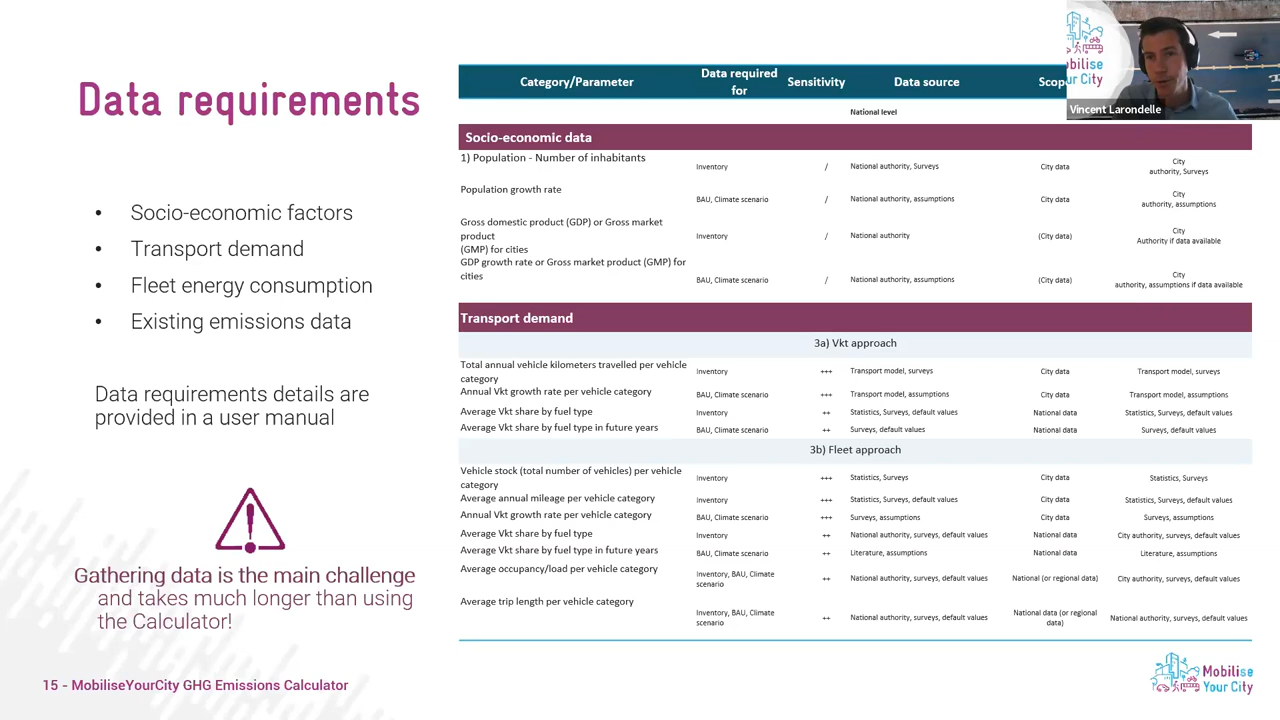 Data requirements
• Socio-economic factors
• Transport demand
• Fleet energy consumption
• Existing emissions data
Data requirements details are
provided in a user manual
Gathering data is the main challenge
and takes much longer than using
the Calculator!
15 - MobiliseYourCity GHG Emissions Calculator
Category/Parameter Data required for Sensitivity Data source Scop
National level
Socio-economic data
1) Population - Number of inhabitants Inventory / National authority, Surveys City data City authority, Surveys
Population growth rate BAU, Climate scenario / National authority, assumptions City data City authority, assumptions
Gross domestic product (GDP) or Gross market product (GMP) for cities Inventory / National authority (City data) City Authority if data available
GDP growth rate or Gross market product (GMP) for cities BAU, Climate scenario / National authority, assumptions (City data) City authority, assumptions if data available
Transport demand
3a) Vkt approach
Total annual vehicle kilometers travelled per vehicle category Inventory +++ Transport model, surveys City data Transport model, surveys
Annual Vkt growth rate per vehicle category BAU, Climate scenario +++ Transport model, assumptions City data Transport model, assumptions
Average Vkt share by fuel type Inventory ++ Statistics, Surveys, default values National data Statistics, Surveys, default values
Average Vkt share by fuel type in future years BAU, Climate scenario ++ Surveys, default values National data Surveys, default values
3b) Fleet approach
Vehicle stock (total number of vehicles) per vehicle category Inventory +++ Statistics, Surveys City data Statistics, Surveys
Average annual mileage per vehicle category Inventory +++ Statistics, Surveys, default values City data Statistics, Surveys, default values
Annual Vkt growth rate per vehicle category BAU, Climate scenario +++ Surveys, assumptions City data Surveys, assumptions
Average Vkt share by fuel type Inventory ++ National authority, surveys, default values National data City authority, surveys, default values
Average Vkt share by fuel type in future years BAU, Climate scenario ++ Literature, assumptions National data Literature, assumptions
Average occupancy/load per vehicle category Inventory, BAU, Climate scenario ++ National authority, surveys, default values National (or regional data) City authority, surveys, default values
Average trip length per vehicle category Inventory, BAU, Climate scenario ++ National authority, surveys, default values National data (or regional data) National authority, surveys, default values
Mobilise
Your City
obilise
ur City
Vincent Larondelle